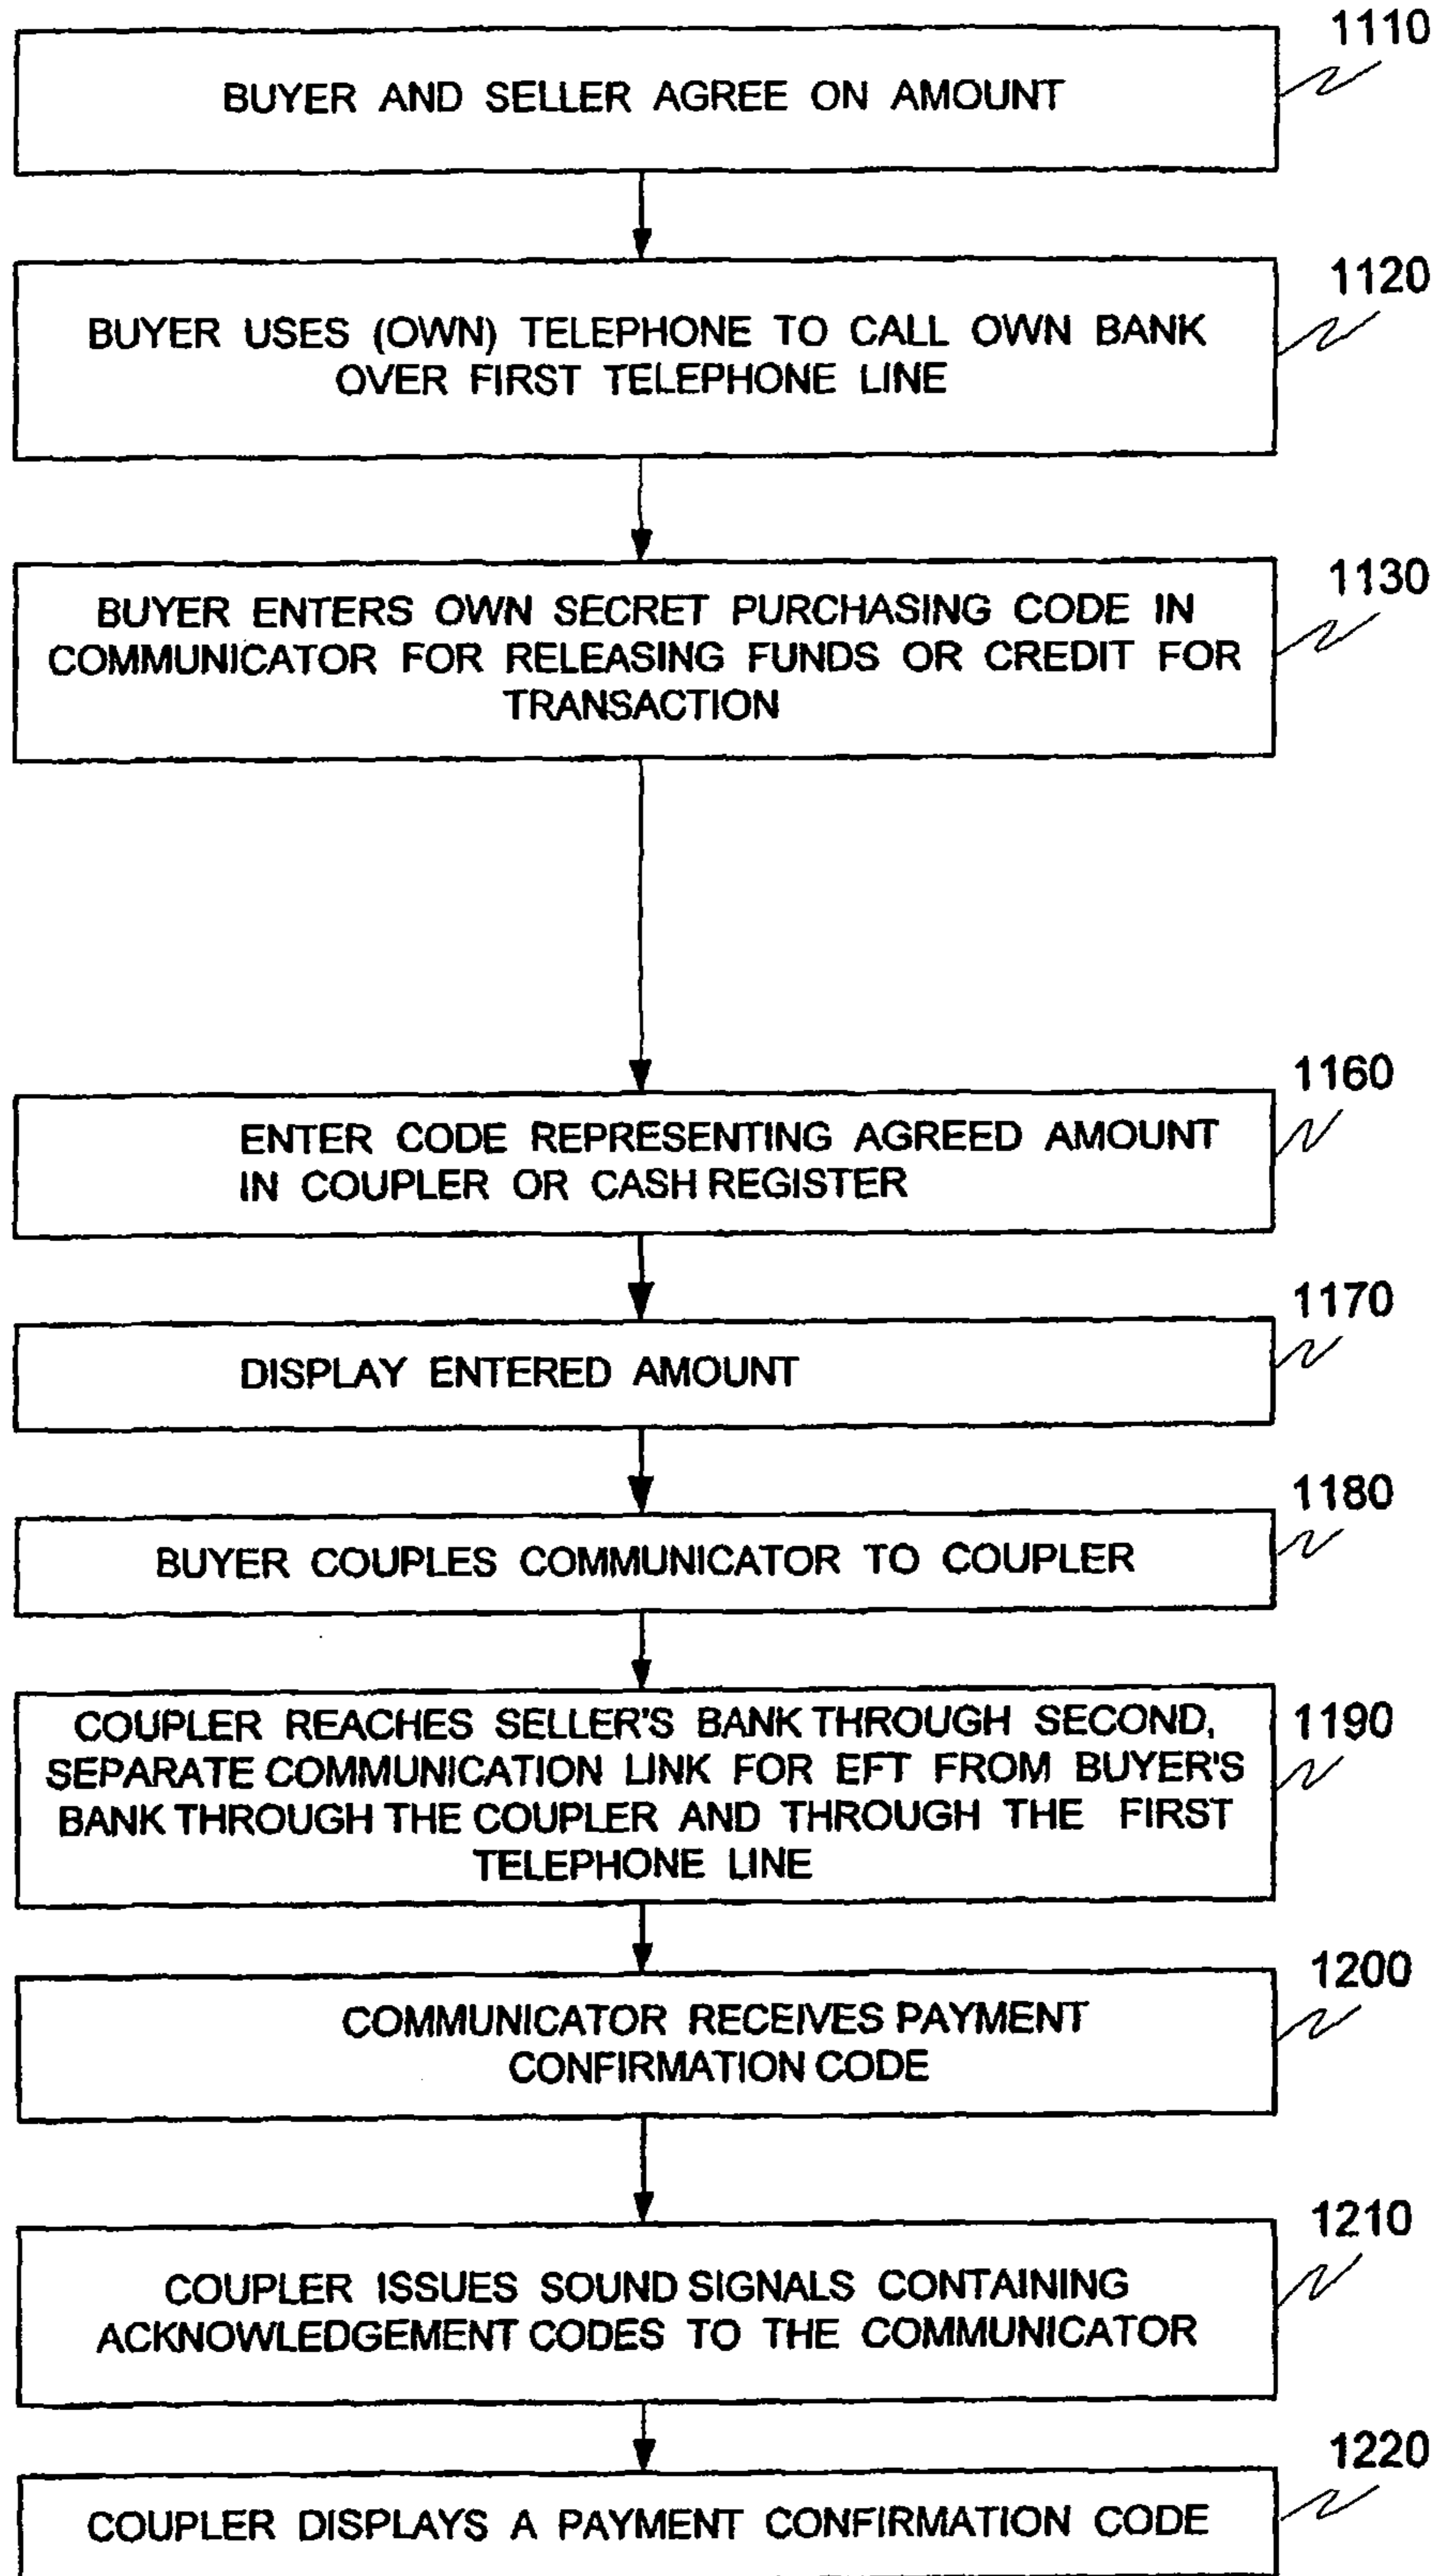 1110
BUYER AND SELLER AGREE ON AMOUNT
1120
BUYER USES (OWN) TELEPHONE TO CALL OWN BANK
OVER FIRST TELEPHONE LINE
1130
BUYER ENTERS OWN SECRET PURCHASING CODE IN
COMMUNICATOR FOR RELEASING FUNDS OR CREDIT FOR
TRANSACTION
1160
ENTER CODE REPRESENTING AGREED AMOUNT
IN COUPLER OR CASH REGISTER
1170
DISPLAY ENTERED AMOUNT
1180
BUYER COUPLES COMMUNICATOR TO COUPLER
1190
COUPLER REACHES SELLER'S BANK THROUGH SECOND,
SEPARATE COMMUNICATION LINK FOR EFT FROM BUYER'S
BANK THROUGH THE COUPLER AND THROUGH THE FIRST
TELEPHONE LINE
1200
COMMUNICATOR RECEIVES PAYMENT
CONFIRMATION CODE
1210
COUPLER ISSUES SOUND SIGNALS CONTAINING
ACKNOWLEDGEMENT CODES TO THE COMMUNICATOR
1220
COUPLER DISPLAYS A PAYMENT CONFIRMATION CODE